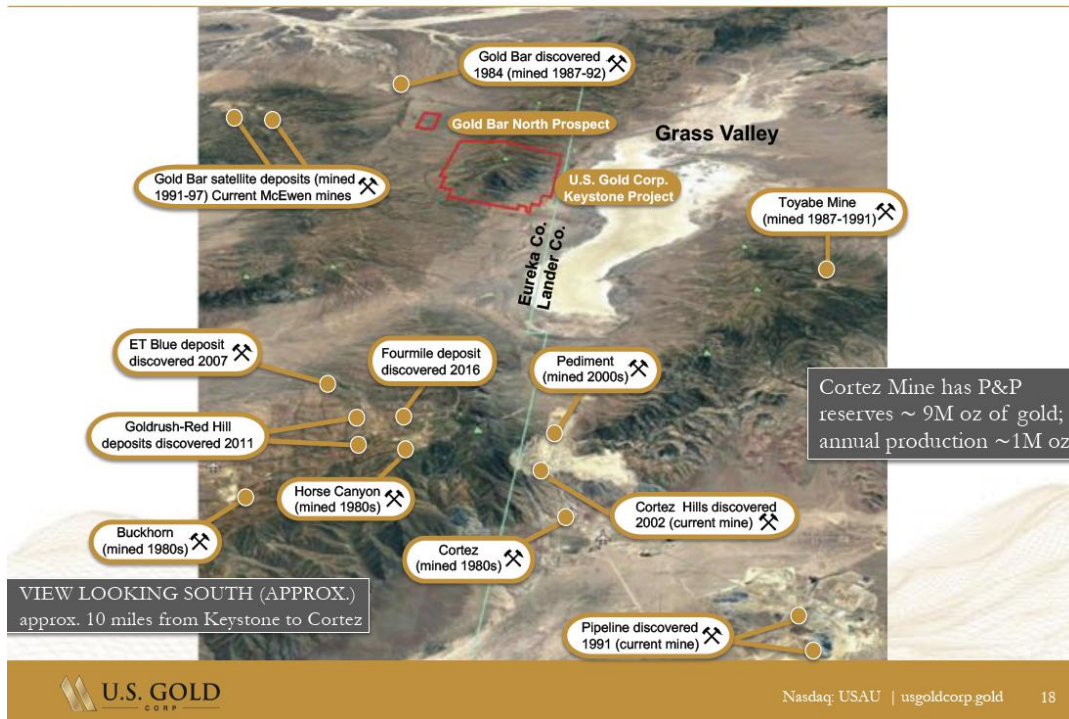 Gold Bar discovered
1984 (mined 1987-92)
Gold Bar North Prospect
Grass Valley
Gold Bar satellite deposits (mined
1991-97) Current McEwen mines
U.S. Gold Corp.
Keystone Project
Toyabe Mine
(mined 1987-1991)
Eureka Co.
Lander Co.
ET Blue deposit
discovered 2007
Fourmile deposit
discovered 2016
Pediment
(mined 2000s)
Cortez Mine has P&P
reserves ~ 9M oz of gold;
annual production ~1M oz
Goldrush-Red Hill
deposits discovered 2011
Horse Canyon
(mined 1980s)
Cortez Hills discovered
2002 (current mine)
Buckhorn
(mined 1980s)
Cortez
(mined 1980s)
VIEW LOOKING SOUTH (APPROX.)
approx. 10 miles from Keystone to Cortez
Pipeline discovered
1991 (current mine)
U.S. GOLD
CORP
Nasdaq: USAU | usgoldcorp.gold 18